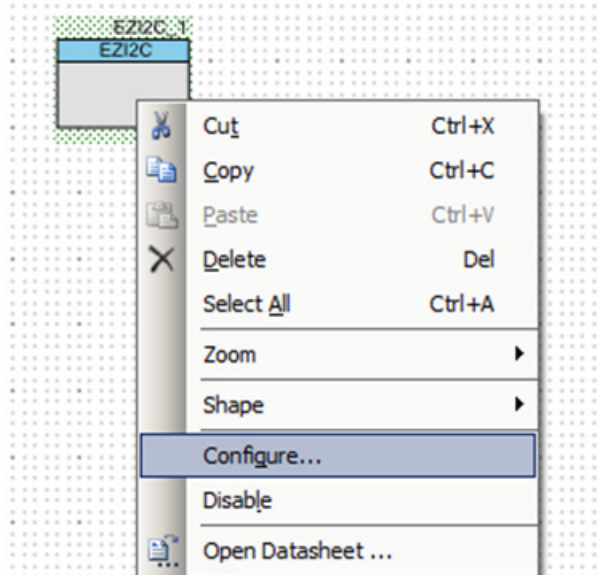 EZI2C_1
EZI2C
Cut Ctrl+X
Copy Ctrl+C
Paste Ctrl+V
Delete Del
Select All Ctrl+A
Zoom
Shape
Configure...
Disable
Open Datasheet ...